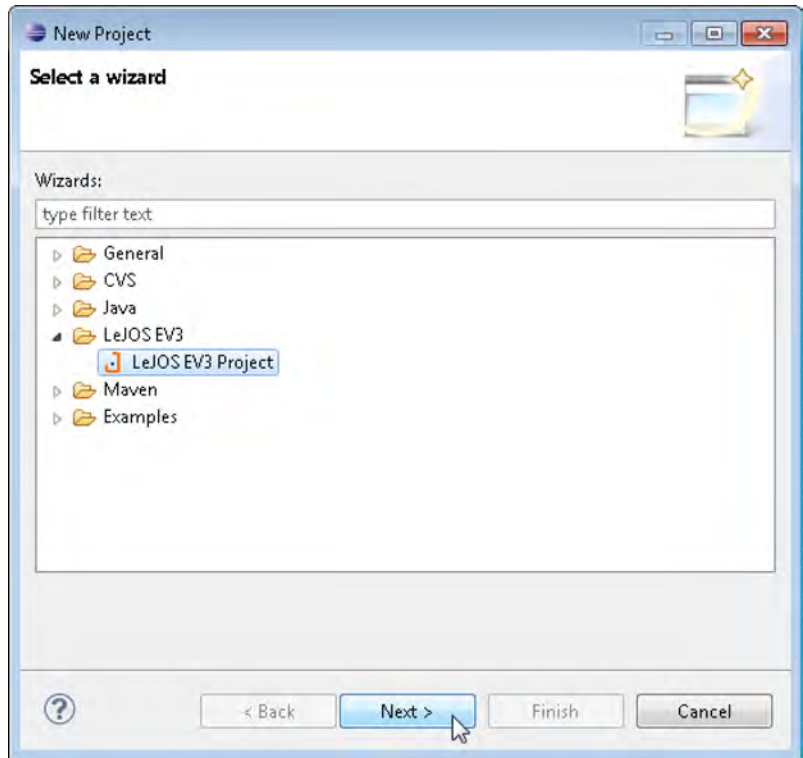 New Project
Select a wizard
Wizards:
type filter text
General
CVS
Java
LeJOS EV3
LeJOS EV3 Project
Maven
Examples
? < Back Next > Finish Cancel